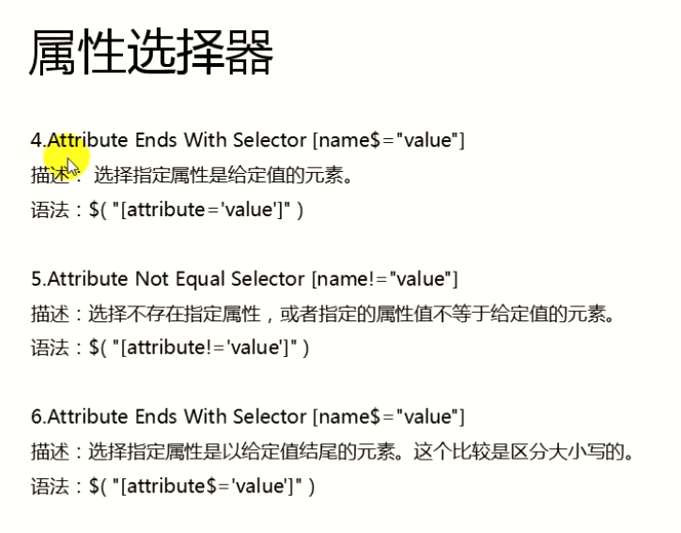 属性选择器
4.Attribute Ends With Selector [name$="value"]
描述： 选择指定属性是给定值的元素。
语法：$( "[attribute='value']" )
5.Attribute Not Equal Selector [name!="value"]
描述：选择不存在指定属性，或者指定的属性值不等于给定值的元素。
语法：$( "[attribute!='value']" )
6.Attribute Ends With Selector [name$="value"]
描述：选择指定属性是以给定值结尾的元素。这个比较是区分大小写的。
语法：$( "[attribute$='value']" )